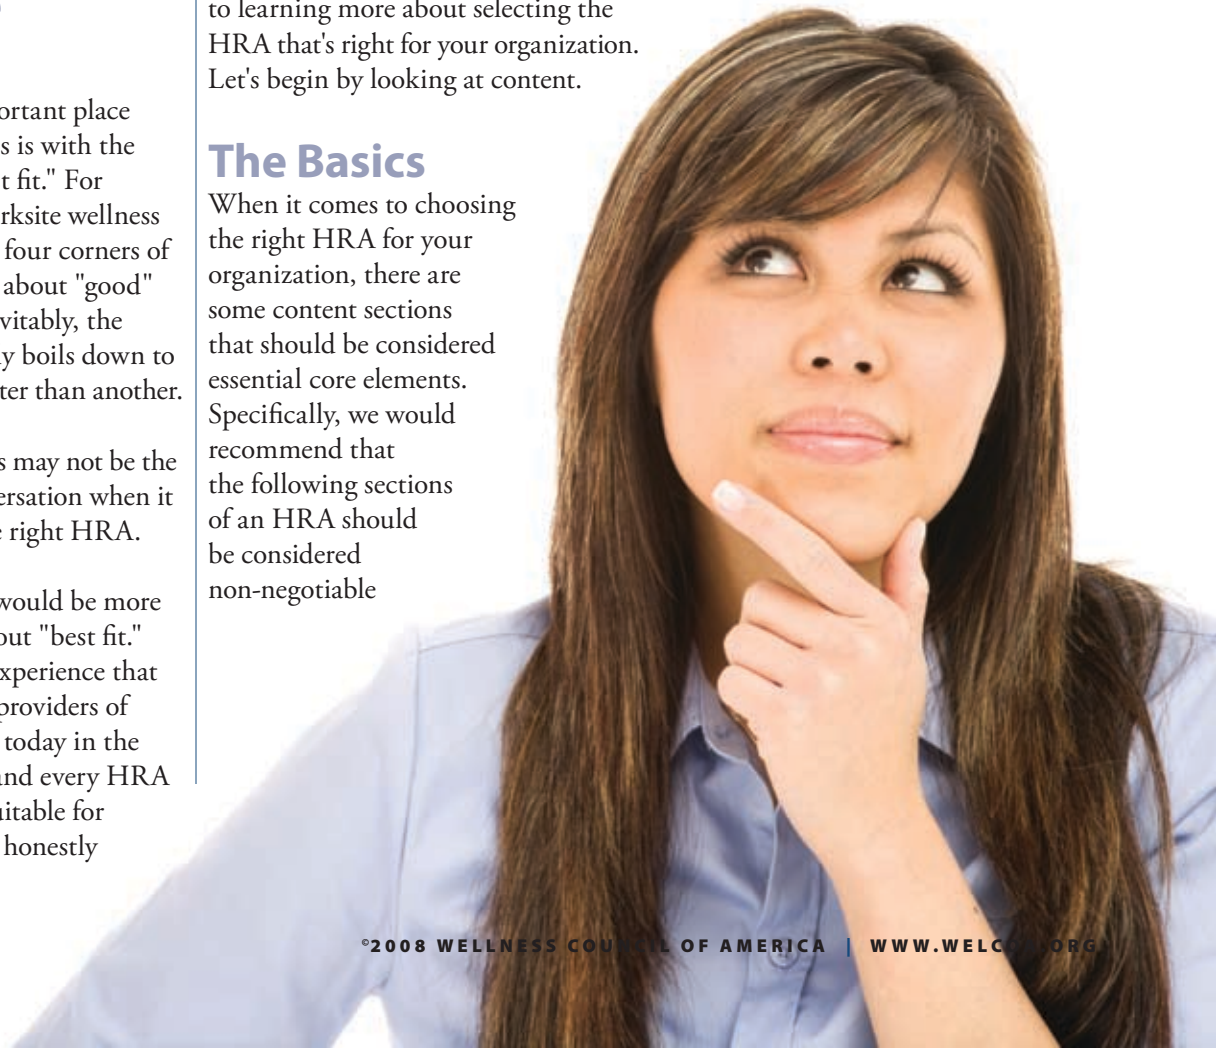 ortant place
s is with the
t fit." For
rksite wellness
four corners of
about "good"
vitably, the
y boils down to
ter than another.
s may not be the
ersation when it
e right HRA.
would be more
out "best fit."
xperience that
providers of
today in the
and every HRA
uitable for
honestly
to learning more about selecting the
HRA that's right for your organization.
Let's begin by looking at content.
The Basics
When it comes to choosing
the right HRA for your
organization, there are
some content sections
that should be considered
essential core elements.
Specifically, we would
recommend that
the following sections
of an HRA should
be considered
non-negotiable
©2008 WELLNESS COUNCIL OF AMERICA | WWW.WELCOA.ORG